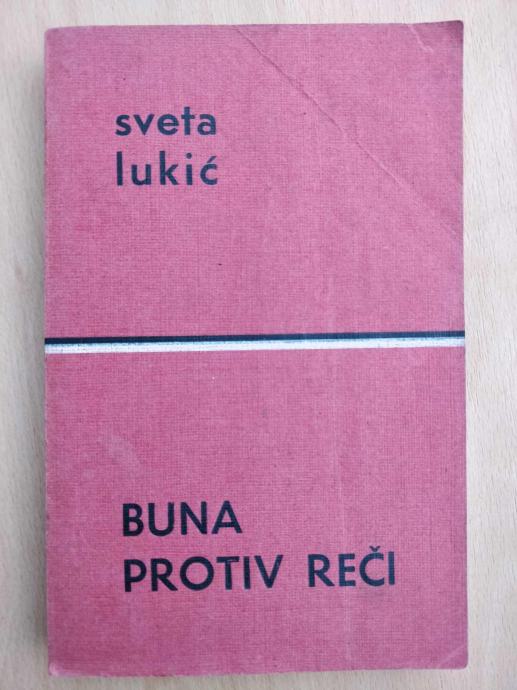 sveta
lukić
BUNA
PROTIV REČI